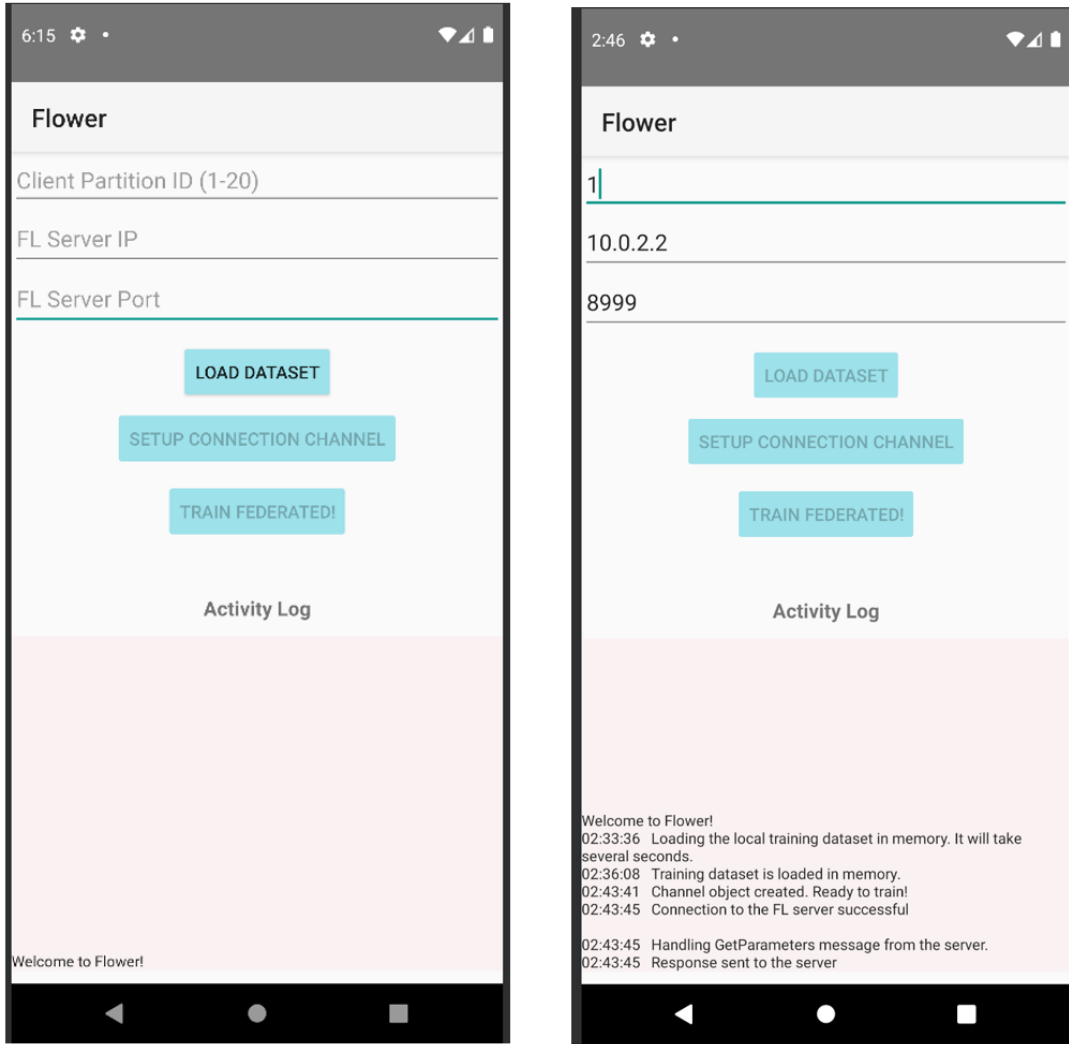 6:15
Flower
Client Partition ID (1-20)
FL Server IP
FL Server Port
LOAD DATASET
SETUP CONNECTION CHANNEL
TRAIN FEDERATED!
Activity Log
Welcome to Flower!
2:46
Flower
1
10.0.2.2
8999
LOAD DATASET
SETUP CONNECTION CHANNEL
TRAIN FEDERATED!
Activity Log
Welcome to Flower!
02:33:36 Loading the local training dataset in memory. It will take
several seconds.
02:36:08 Training dataset is loaded in memory.
02:43:41 Channel object created. Ready to train!
02:43:45 Connection to the FL server successful
02:43:45 Handling GetParameters message from the server.
02:43:45 Response sent to the server